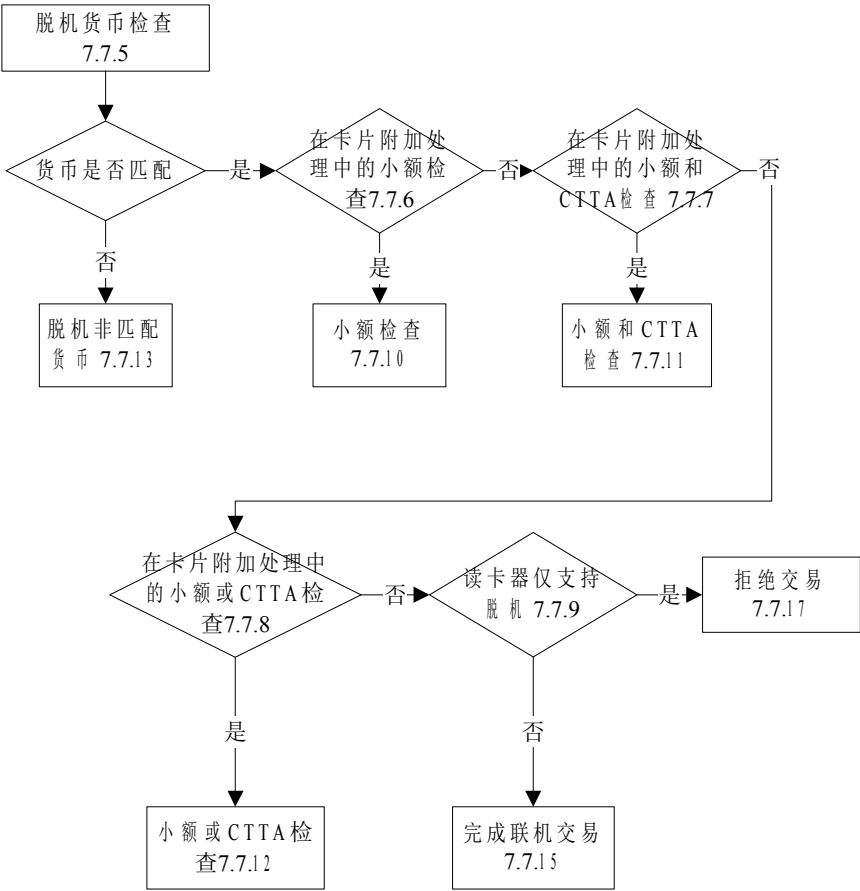 脱机货币检查
7.7.5
货币是否匹配
是
在卡片附加处
理中的小额检
查7.7.6
否
在卡片附加处
理中的小额和
CTTA检查 7.7.7
否
否
脱机非匹配
货币 7.7.13
是
小额检查
7.7.10
是
小额和CTTA
检查 7.7.11
在卡片附加处理中
的小额或CTTA检
查7.7.8
否
读卡器仅支持
脱机 7.7.9
是
拒绝交易
7.7.17
是
小额或CTTA检
查7.7.12
否
完成联机交易
7.7.15